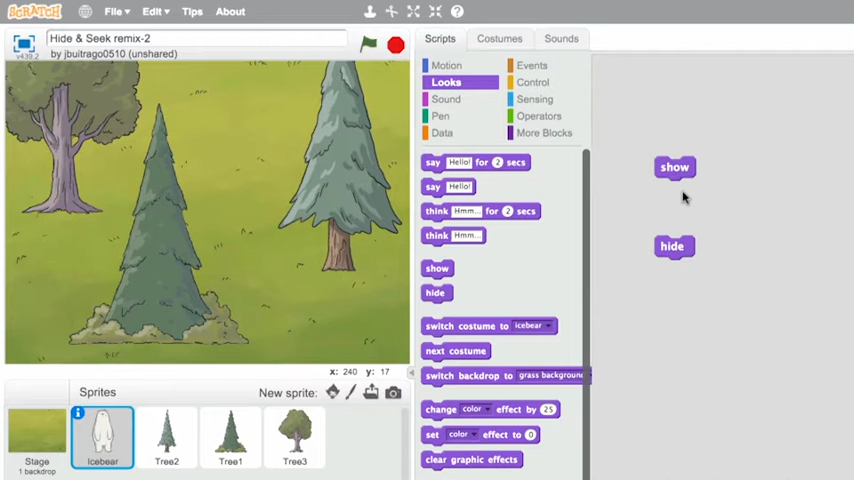 SCRATCH File Edit Tips About
v439.2
Hide & Seek remix-2
by jbuitrago0510 (unshared)
Scripts Costumes Sounds
Motion Events
Looks Control
Sound Sensing
Pen Operators
Data More Blocks
say Hello! for 2 secs
say Hello!
think Hmm... for 2 secs
think Hmm...
show
hide
switch costume to Icebear
next costume
switch backdrop to grass background
change color effect by 25
set color effect to 0
clear graphic effects
show
hide
x: 240 y: 17
Sprites New sprite:
Stage
1 backdrop
Icebear
Tree2
Tree1
Tree3